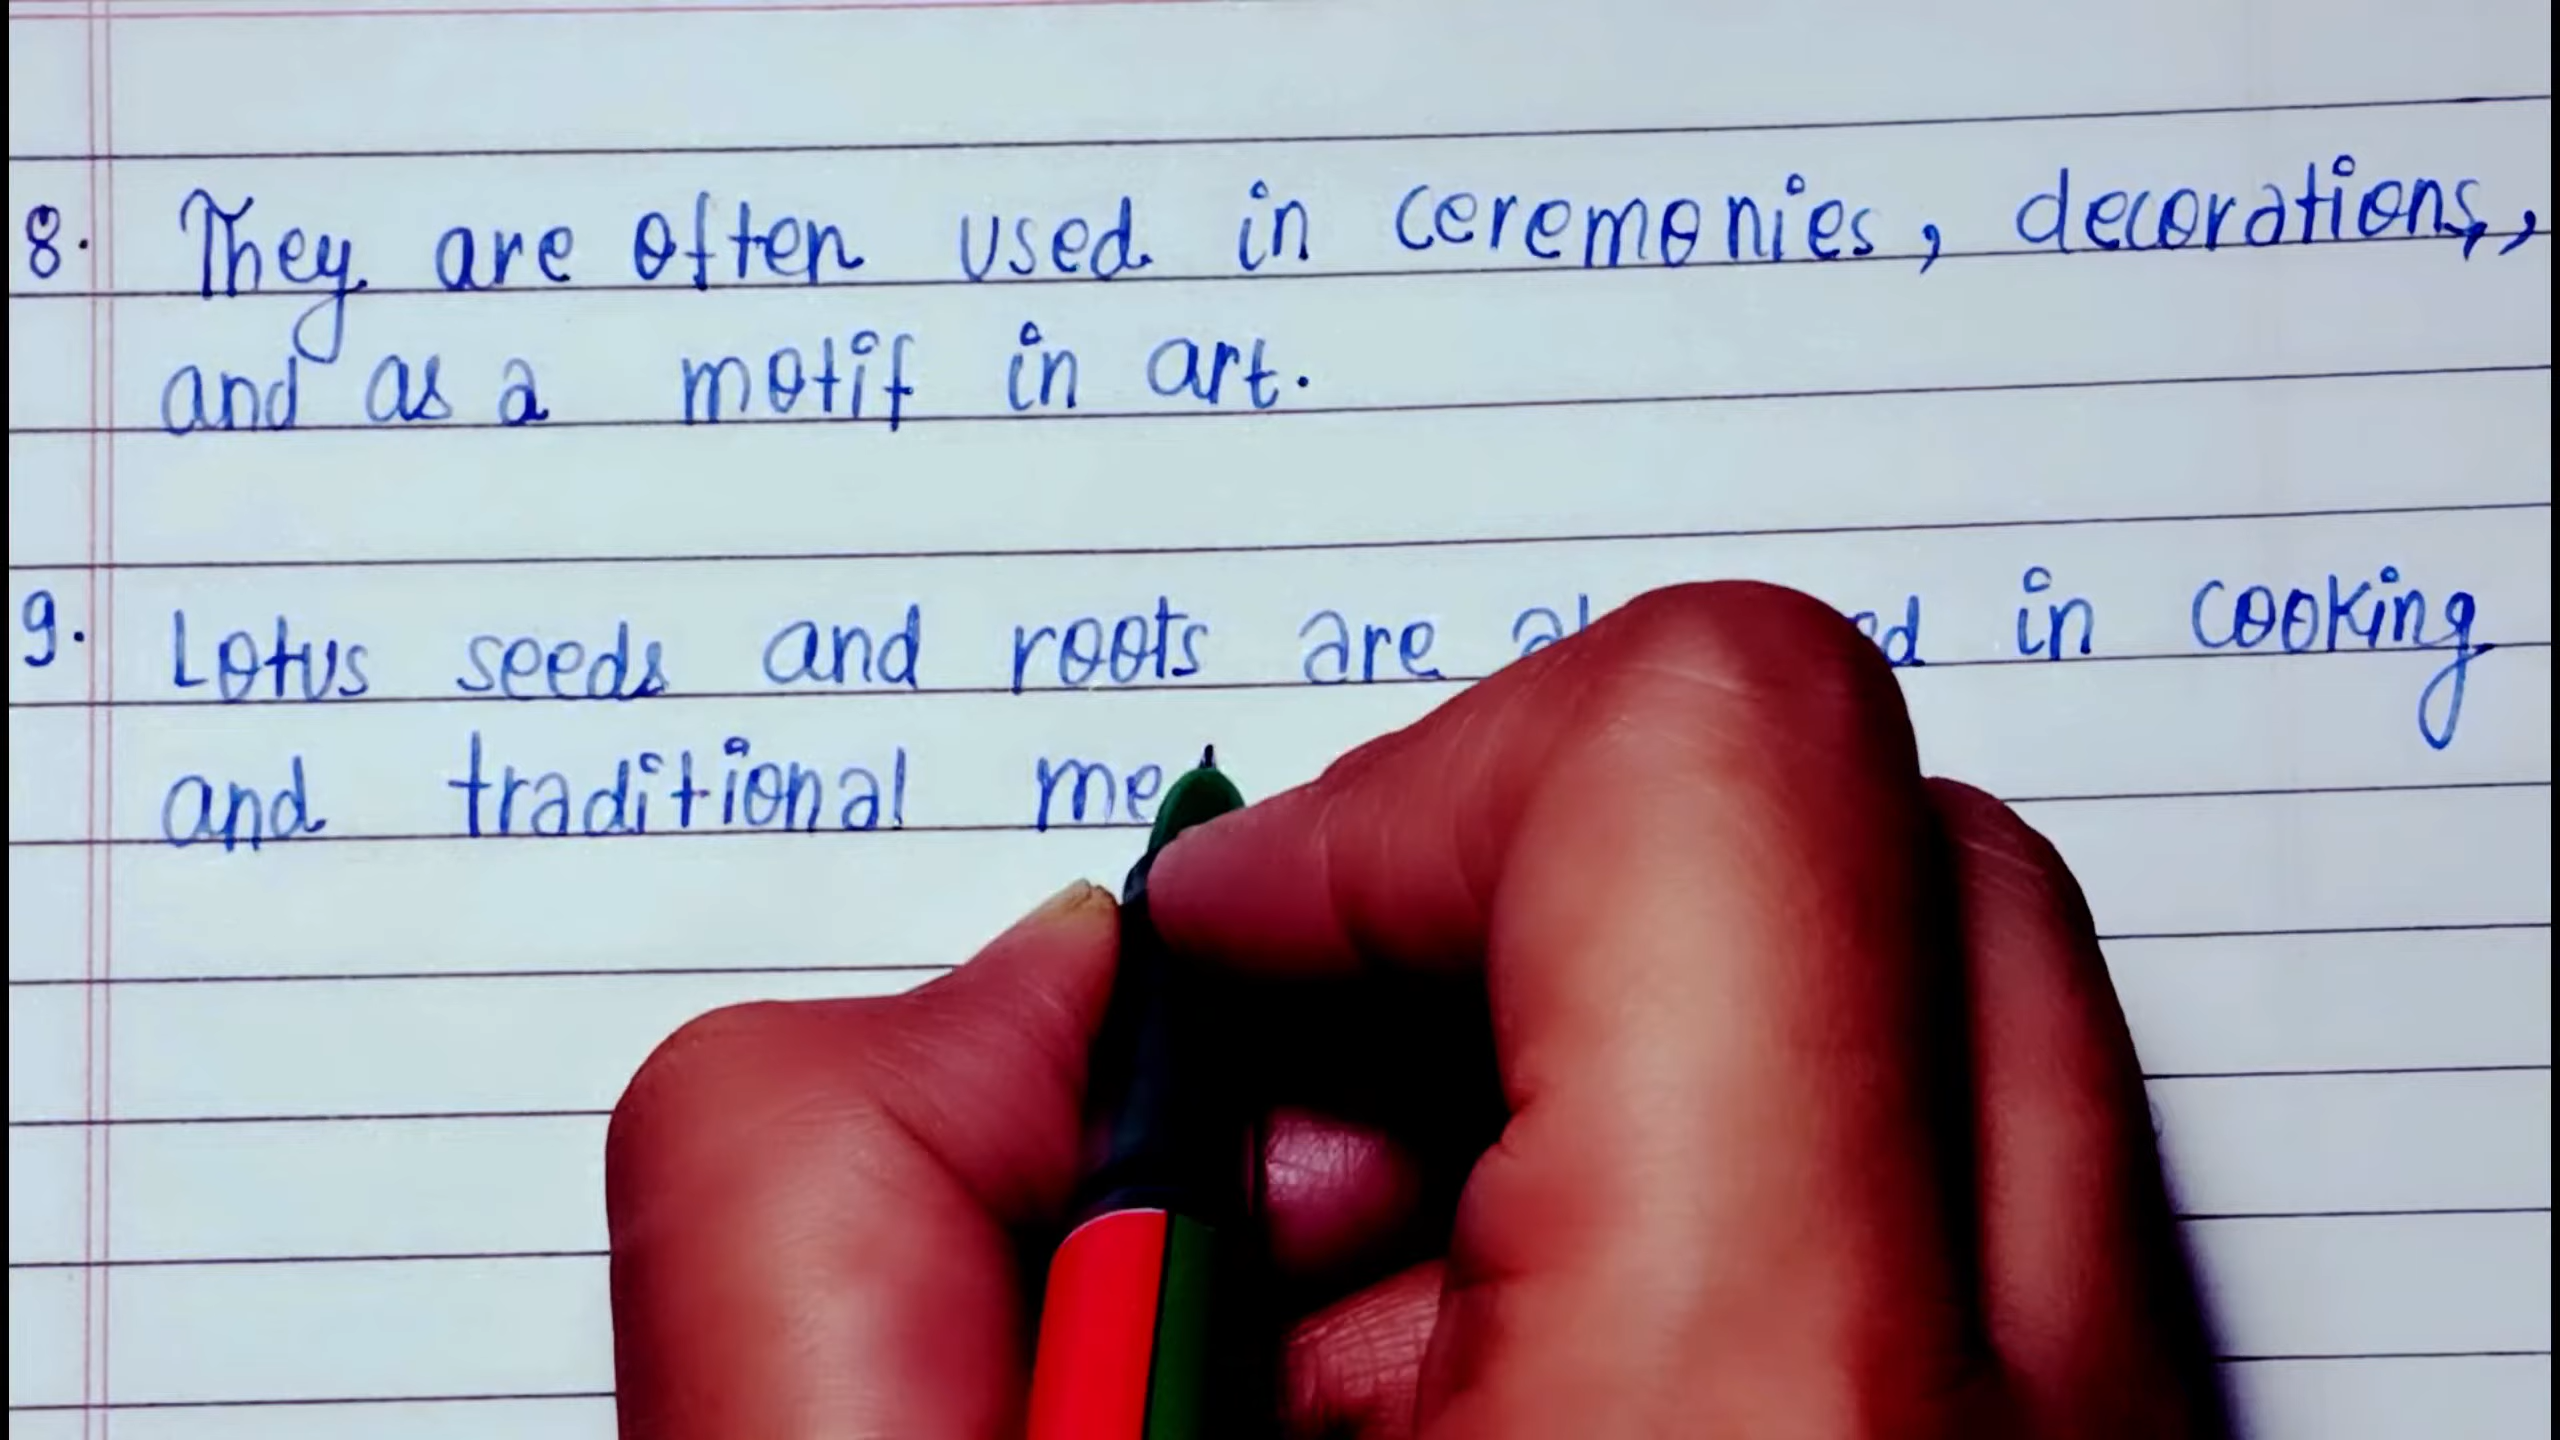 8. They are often used in ceremonies, decorations,,
and as a motif in art.
9. Lotus seeds and roots are in cooking
and traditional me